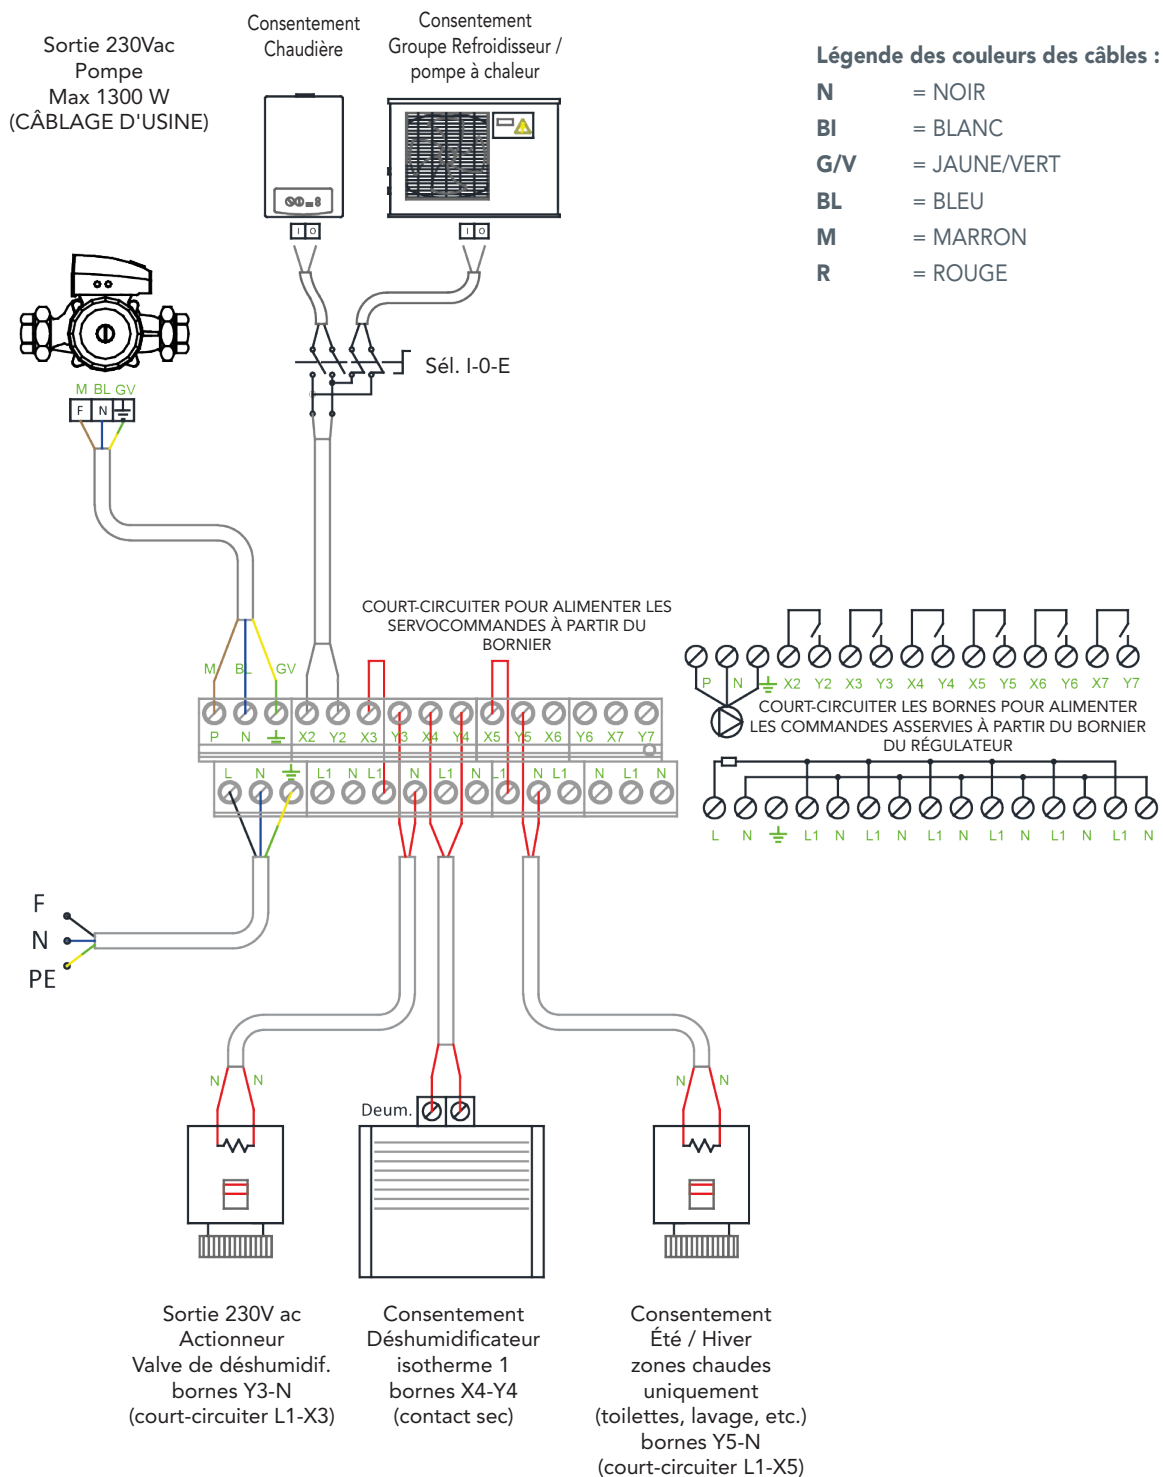 Sortie 230Vac
Pompe
Max 1300 W
(CÂBLAGE D'USINE)
Consentement
Chaudière
Consentement
Groupe Refroidisseur /
pompe à chaleur
Légende des couleurs des câbles :
N = NOIR
BI = BLANC
G/V = JAUNE/VERT
BL = BLEU
M = MARRON
R = ROUGE
I O
I O
Sél. I-0-E
M BL GV
F N
COURT-CIRCUITER POUR ALIMENTER LES
SERVOCOMMANDES À PARTIR DU
BORNIER
M BL GV
P N X2 Y2 X3 Y3 X4 Y4 X5 Y5 X6 Y6 X7 Y7
L N L1 N L1 N L1 N L1 N L1 N L1 N
P N X2 Y2 X3 Y3 X4 Y4 X5 Y5 X6 Y6 X7 Y7
COURT-CIRCUITER LES BORNES POUR ALIMENTER
LES COMMANDES ASSERVIES À PARTIR DU BORNIER
DU RÉGULATEUR
L N L1 N L1 N L1 N L1 N L1 N L1 N
F
N
PE
N N
Deum.
N N
Sortie 230V ac
Actionneur
Valve de déshumidif.
bornes Y3-N
(court-circuiter L1-X3)
Consentement
Déshumidificateur
isotherme 1
bornes X4-Y4
(contact sec)
Consentement
Été / Hiver
zones chaudes
uniquement
(toilettes, lavage, etc.)
bornes Y5-N
(court-circuiter L1-X5)